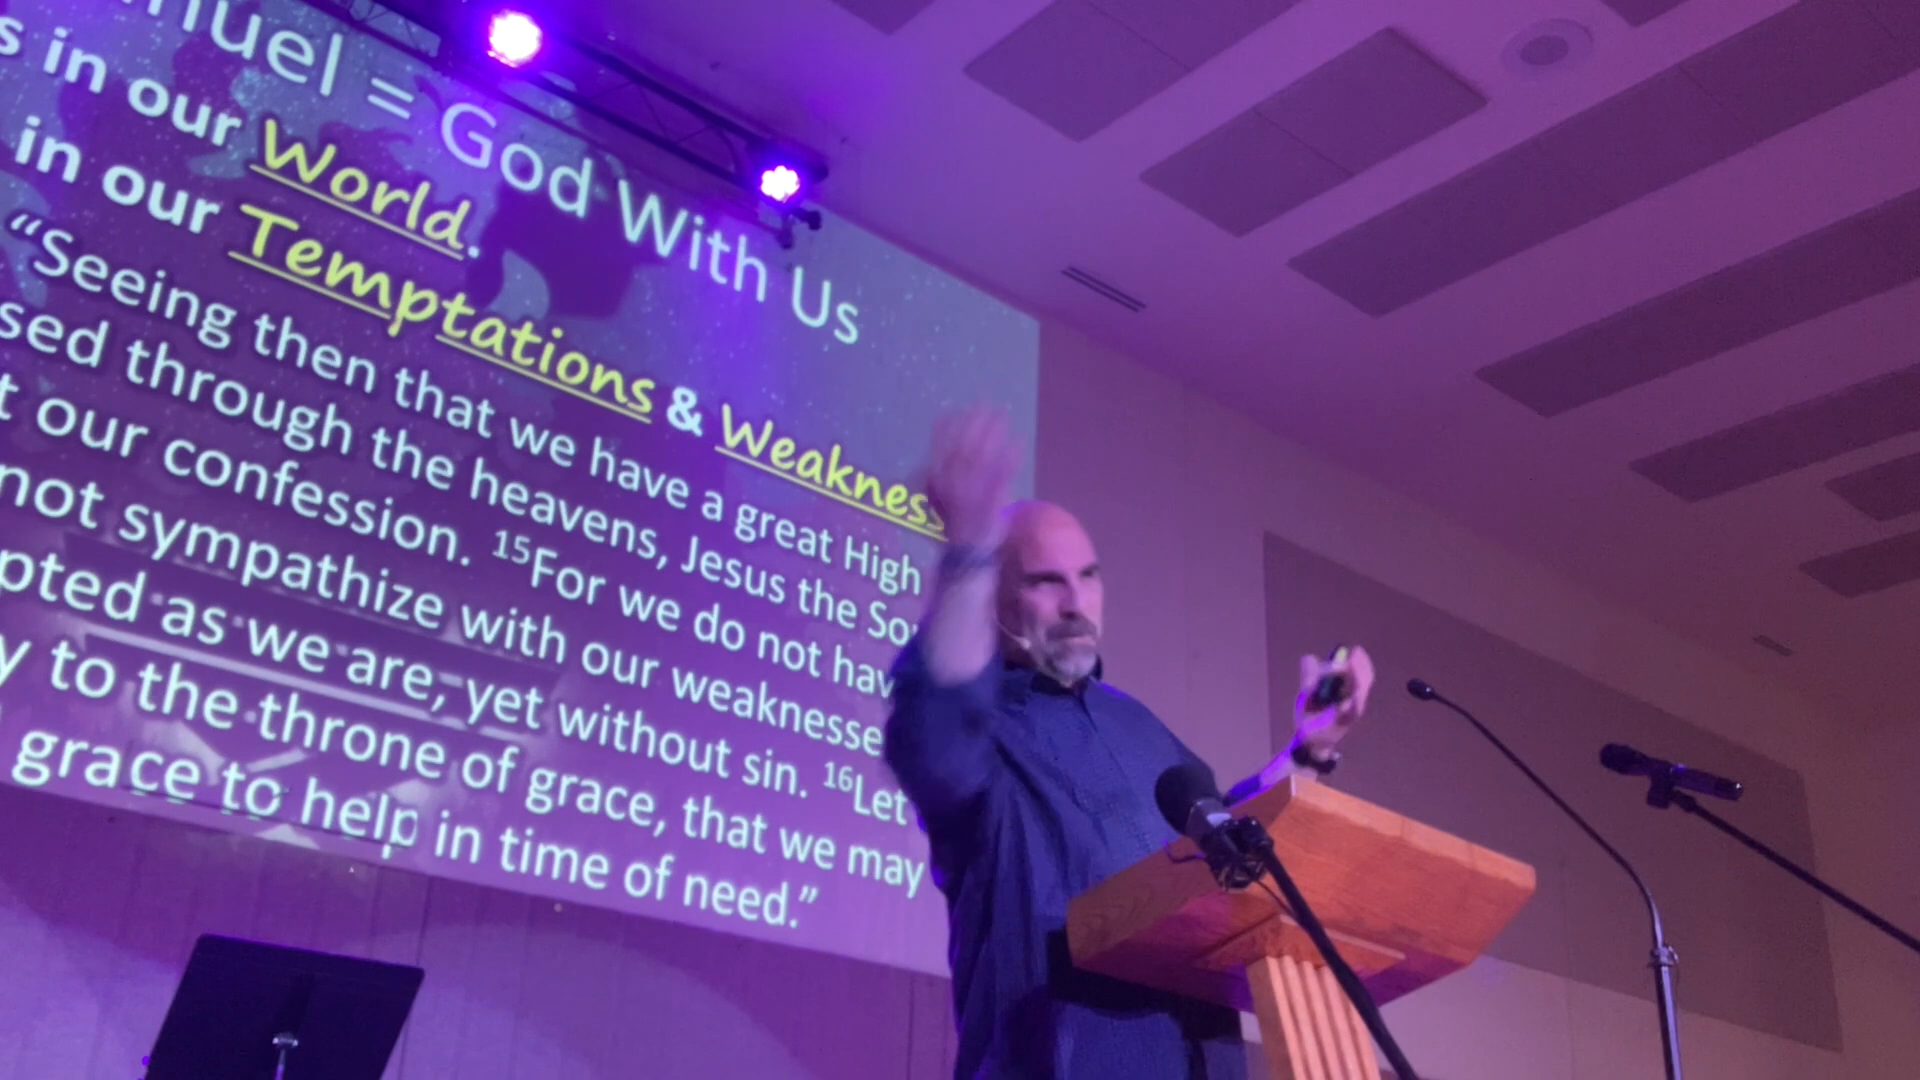 nuel = God With Us
s in our World.
in our Temptations & Weakness
“Seeing then that we have a great High
sed through the heavens, Jesus the So
t our confession. ¹⁵For we do not hav
not sympathize with our weaknesse
pted as we are, yet without sin. ¹⁶Let
y to the throne of grace, that we may
grace to help in time of need.”